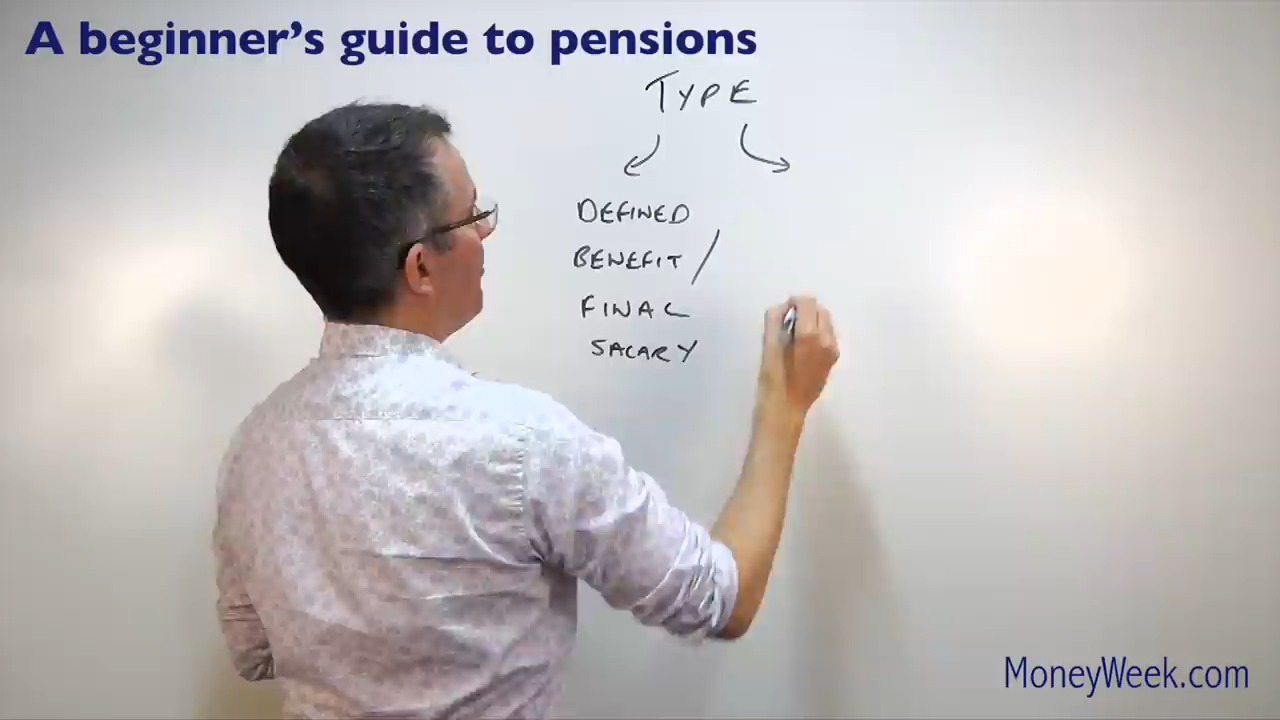 A beginner's guide to pensions
TYPE
DEFINED
BENEFIT /
FINAL
SALARY
MoneyWeek.com